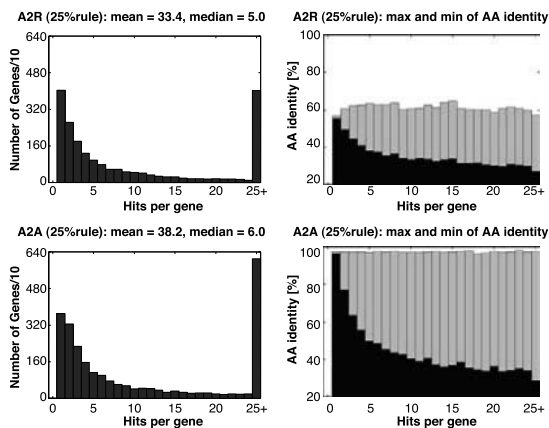 A2R (25%rule): mean = 33.4, median = 5.0
640
480
320
160
0
Number of Genes/10
0 5 10 15 20 25+
Hits per gene
A2R (25%rule): max and min of AA identity
100
80
60
40
20
AA identity [%]
0 5 10 15 20 25+
Hits per gene
A2A (25%rule): mean = 38.2, median = 6.0
640
480
320
160
0
Number of Genes/10
0 5 10 15 20 25+
Hits per gene
A2A (25%rule): max and min of AA identity
100
80
60
40
20
AA identity [%]
0 5 10 15 20 25+
Hits per gene